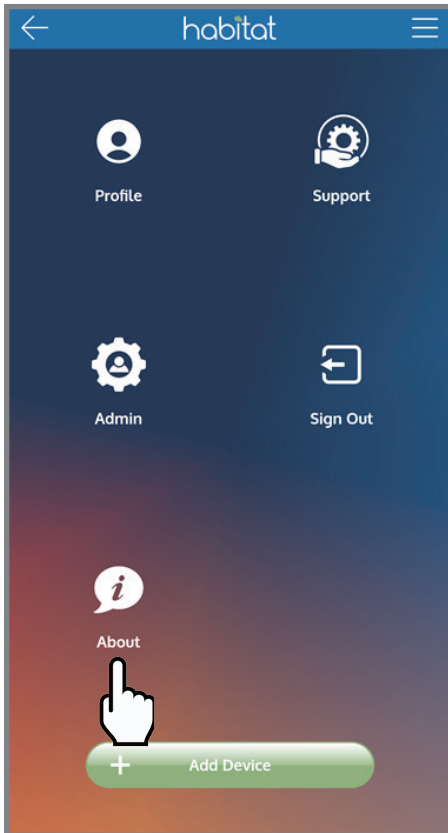 habitat
Profile
Support
Admin
Sign Out
i
About
+ Add Device